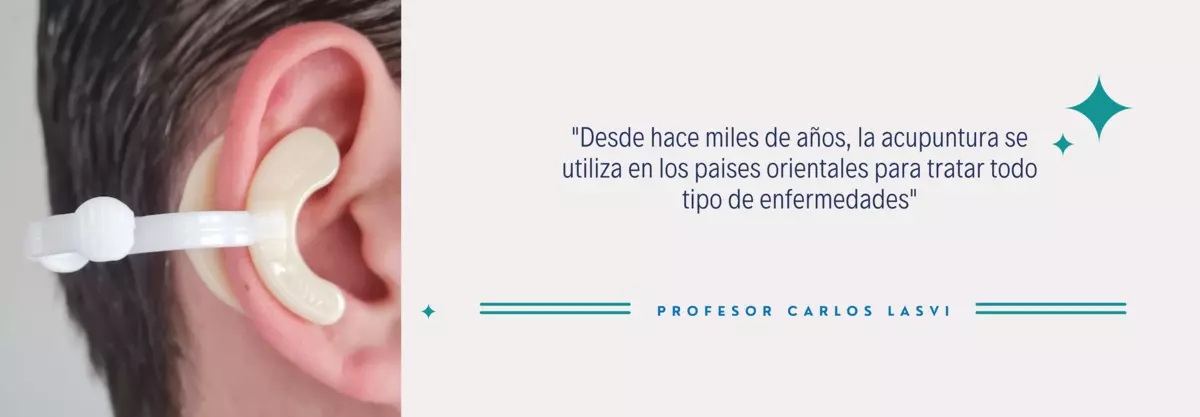 "Desde hace miles de años, la acupuntura se
utiliza en los paises orientales para tratar todo
tipo de enfermedades"
PROFESOR CARLOS LASVI